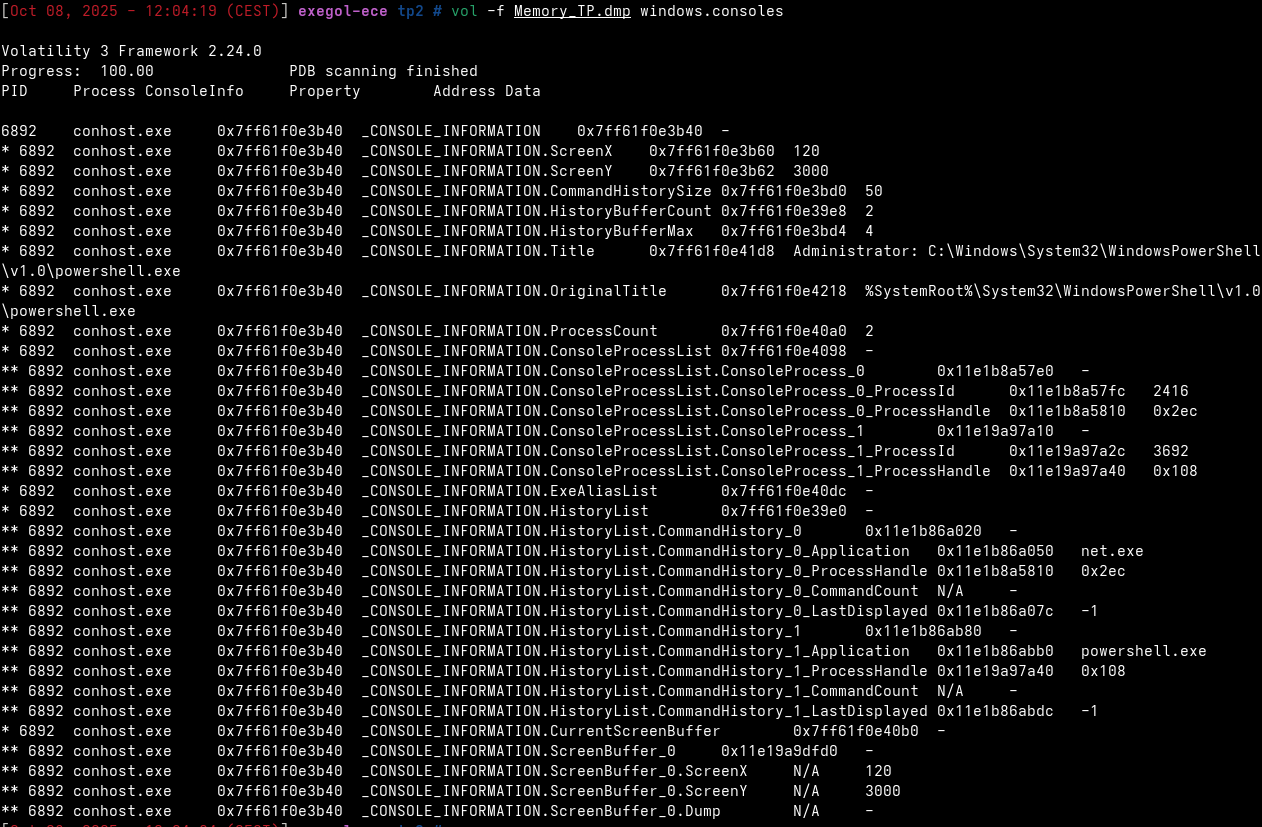 [Oct 08, 2025 - 12:04:19 (CEST)] exegol-ece tp2 # vol -f Memory_TP.dmp windows.consoles
Volatility 3 Framework 2.24.0
Progress:  100.00               PDB scanning finished
PID     Process ConsoleInfo     Property        Address Data
6892    conhost.exe     0x7ff61f0e3b40  _CONSOLE_INFORMATION    0x7ff61f0e3b40  -
* 6892  conhost.exe     0x7ff61f0e3b40  _CONSOLE_INFORMATION.ScreenX    0x7ff61f0e3b60  120
* 6892  conhost.exe     0x7ff61f0e3b40  _CONSOLE_INFORMATION.ScreenY    0x7ff61f0e3b62  3000
* 6892  conhost.exe     0x7ff61f0e3b40  _CONSOLE_INFORMATION.CommandHistorySize 0x7ff61f0e3bd0  50
* 6892  conhost.exe     0x7ff61f0e3b40  _CONSOLE_INFORMATION.HistoryBufferCount 0x7ff61f0e39e8  2
* 6892  conhost.exe     0x7ff61f0e3b40  _CONSOLE_INFORMATION.HistoryBufferMax   0x7ff61f0e3bd4  4
* 6892  conhost.exe     0x7ff61f0e3b40  _CONSOLE_INFORMATION.Title      0x7ff61f0e41d8  Administrator: C:\Windows\System32\WindowsPowerShell
\v1.0\powershell.exe
* 6892  conhost.exe     0x7ff61f0e3b40  _CONSOLE_INFORMATION.OriginalTitle      0x7ff61f0e4218  %SystemRoot%\System32\WindowsPowerShell\v1.0
\powershell.exe
* 6892  conhost.exe     0x7ff61f0e3b40  _CONSOLE_INFORMATION.ProcessCount       0x7ff61f0e40a0  2
* 6892  conhost.exe     0x7ff61f0e3b40  _CONSOLE_INFORMATION.ConsoleProcessList 0x7ff61f0e4098  -
** 6892 conhost.exe     0x7ff61f0e3b40  _CONSOLE_INFORMATION.ConsoleProcessList.ConsoleProcess_0        0x11e1b8a57e0   -
** 6892 conhost.exe     0x7ff61f0e3b40  _CONSOLE_INFORMATION.ConsoleProcessList.ConsoleProcess_0_ProcessId      0x11e1b8a57fc   2416
** 6892 conhost.exe     0x7ff61f0e3b40  _CONSOLE_INFORMATION.ConsoleProcessList.ConsoleProcess_0_ProcessHandle  0x11e1b8a5810   0x2ec
** 6892 conhost.exe     0x7ff61f0e3b40  _CONSOLE_INFORMATION.ConsoleProcessList.ConsoleProcess_1        0x11e19a97a10   -
** 6892 conhost.exe     0x7ff61f0e3b40  _CONSOLE_INFORMATION.ConsoleProcessList.ConsoleProcess_1_ProcessId      0x11e19a97a2c   3692
** 6892 conhost.exe     0x7ff61f0e3b40  _CONSOLE_INFORMATION.ConsoleProcessList.ConsoleProcess_1_ProcessHandle  0x11e19a97a40   0x108
* 6892  conhost.exe     0x7ff61f0e3b40  _CONSOLE_INFORMATION.ExeAliasList       0x7ff61f0e40dc  -
* 6892  conhost.exe     0x7ff61f0e3b40  _CONSOLE_INFORMATION.HistoryList        0x7ff61f0e39e0  -
** 6892 conhost.exe     0x7ff61f0e3b40  _CONSOLE_INFORMATION.HistoryList.CommandHistory_0       0x11e1b86a020   -
** 6892 conhost.exe     0x7ff61f0e3b40  _CONSOLE_INFORMATION.HistoryList.CommandHistory_0_Application   0x11e1b86a050   net.exe
** 6892 conhost.exe     0x7ff61f0e3b40  _CONSOLE_INFORMATION.HistoryList.CommandHistory_0_ProcessHandle 0x11e1b8a5810   0x2ec
** 6892 conhost.exe     0x7ff61f0e3b40  _CONSOLE_INFORMATION.HistoryList.CommandHistory_0_CommandCount  N/A     -
** 6892 conhost.exe     0x7ff61f0e3b40  _CONSOLE_INFORMATION.HistoryList.CommandHistory_0_LastDisplayed 0x11e1b86a07c   -1
** 6892 conhost.exe     0x7ff61f0e3b40  _CONSOLE_INFORMATION.HistoryList.CommandHistory_1       0x11e1b86ab80   -
** 6892 conhost.exe     0x7ff61f0e3b40  _CONSOLE_INFORMATION.HistoryList.CommandHistory_1_Application   0x11e1b86abb0   powershell.exe
** 6892 conhost.exe     0x7ff61f0e3b40  _CONSOLE_INFORMATION.HistoryList.CommandHistory_1_ProcessHandle 0x11e19a97a40   0x108
** 6892 conhost.exe     0x7ff61f0e3b40  _CONSOLE_INFORMATION.HistoryList.CommandHistory_1_CommandCount  N/A     -
** 6892 conhost.exe     0x7ff61f0e3b40  _CONSOLE_INFORMATION.HistoryList.CommandHistory_1_LastDisplayed 0x11e1b86abdc   -1
* 6892  conhost.exe     0x7ff61f0e3b40  _CONSOLE_INFORMATION.CurrentScreenBuffer        0x7ff61f0e40b0  -
** 6892 conhost.exe     0x7ff61f0e3b40  _CONSOLE_INFORMATION.ScreenBuffer_0     0x11e19a9dfd0   -
** 6892 conhost.exe     0x7ff61f0e3b40  _CONSOLE_INFORMATION.ScreenBuffer_0.ScreenX     N/A     120
** 6892 conhost.exe     0x7ff61f0e3b40  _CONSOLE_INFORMATION.ScreenBuffer_0.ScreenY     N/A     3000
** 6892 conhost.exe     0x7ff61f0e3b40  _CONSOLE_INFORMATION.ScreenBuffer_0.Dump        N/A     -